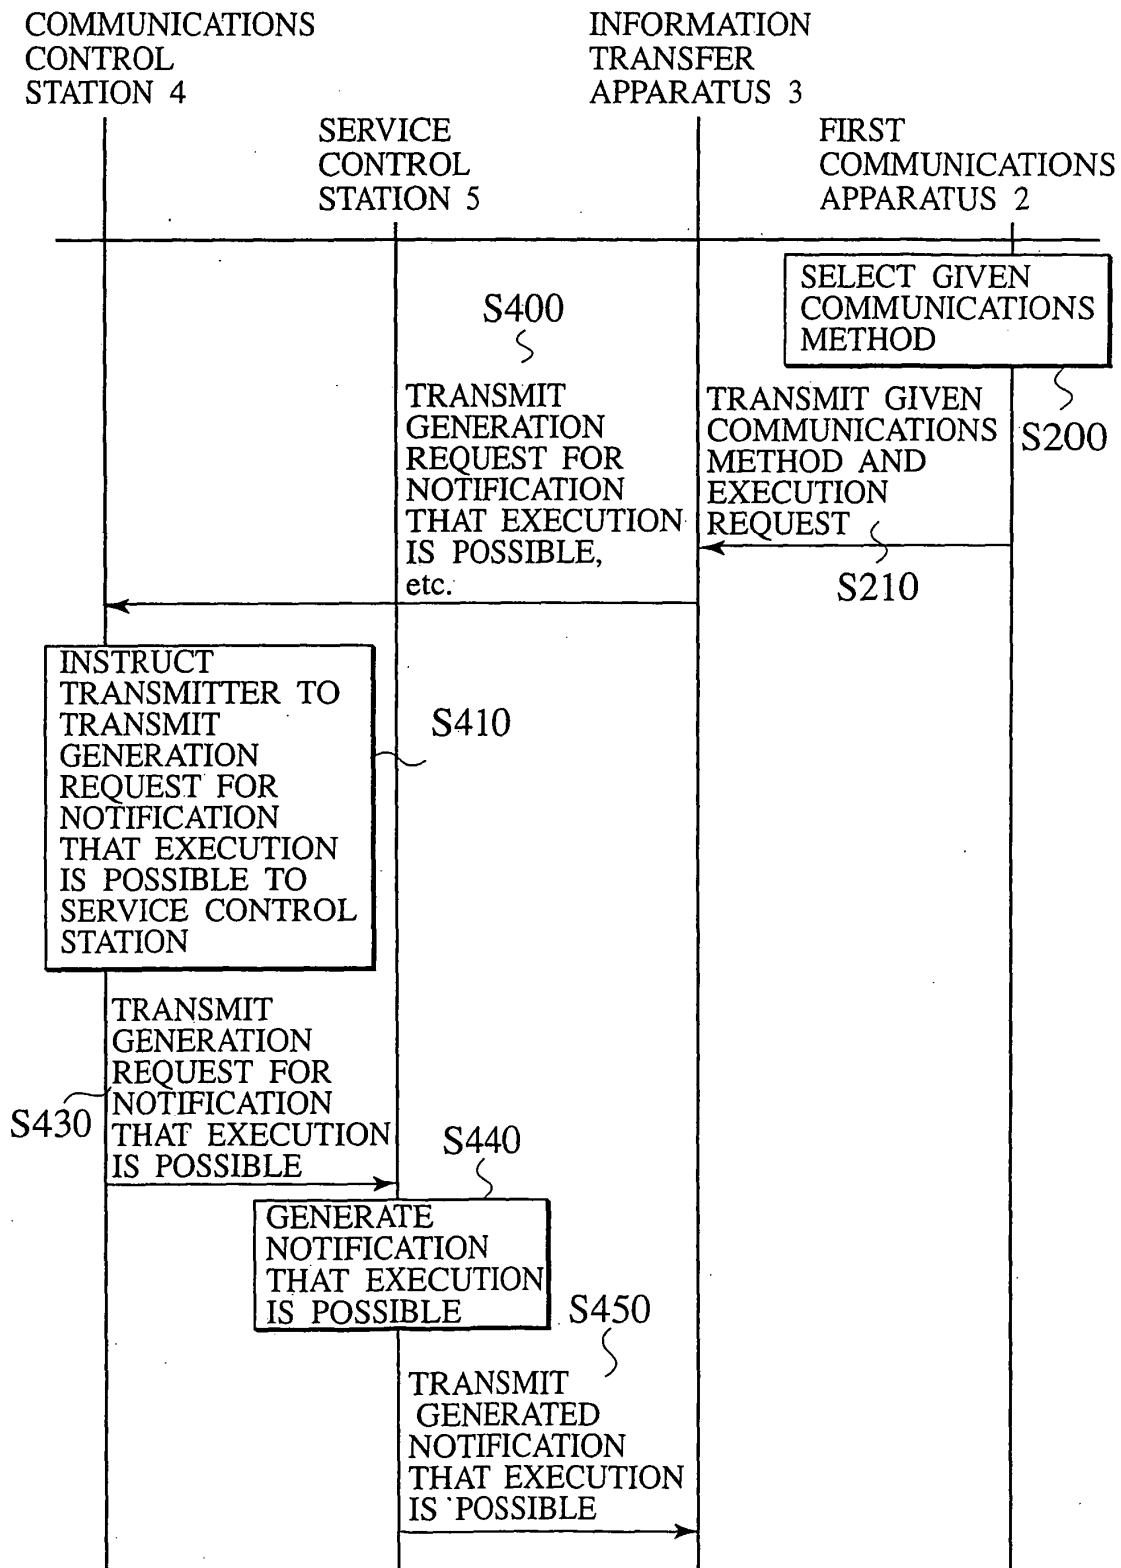 COMMUNICATIONS
CONTROL
STATION 4
INFORMATION
TRANSFER
APPARATUS 3
SERVICE
CONTROL
STATION 5
FIRST
COMMUNICATIONS
APPARATUS 2
SELECT GIVEN
COMMUNICATIONS
METHOD
S200
TRANSMIT GIVEN
COMMUNICATIONS
METHOD AND
EXECUTION
REQUEST
S210
S400
TRANSMIT
GENERATION
REQUEST FOR
NOTIFICATION
THAT EXECUTION
IS POSSIBLE,
etc.
INSTRUCT
TRANSMITTER TO
TRANSMIT
GENERATION
REQUEST FOR
NOTIFICATION
THAT EXECUTION
IS POSSIBLE TO
SERVICE CONTROL
STATION
S410
TRANSMIT
GENERATION
REQUEST FOR
NOTIFICATION
THAT EXECUTION
IS POSSIBLE
S430
S440
GENERATE
NOTIFICATION
THAT EXECUTION
IS POSSIBLE
S450
TRANSMIT
GENERATED
NOTIFICATION
THAT EXECUTION
IS POSSIBLE